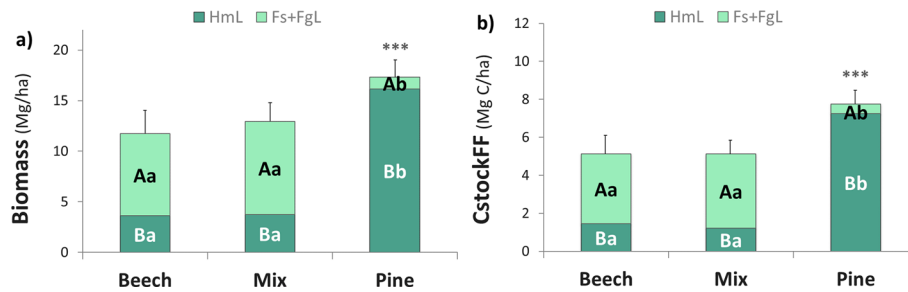 a)
HmL Fs+FgL
Biomass (Mg/ha)
20
15
10
5
0
***
Aa
Ba
Aa
Ba
Ab
Bb
Beech Mix Pine
b)
HmL Fs+FgL
CstockFF (Mg C/ha)
12
10
8
6
4
2
0
***
Aa
Ba
Aa
Ba
Ab
Bb
Beech Mix Pine